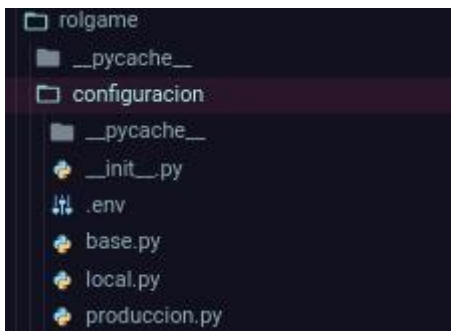 rolgame
__pycache__
configuracion
__pycache__
__init__.py
.env
base.py
local.py
produccion.py